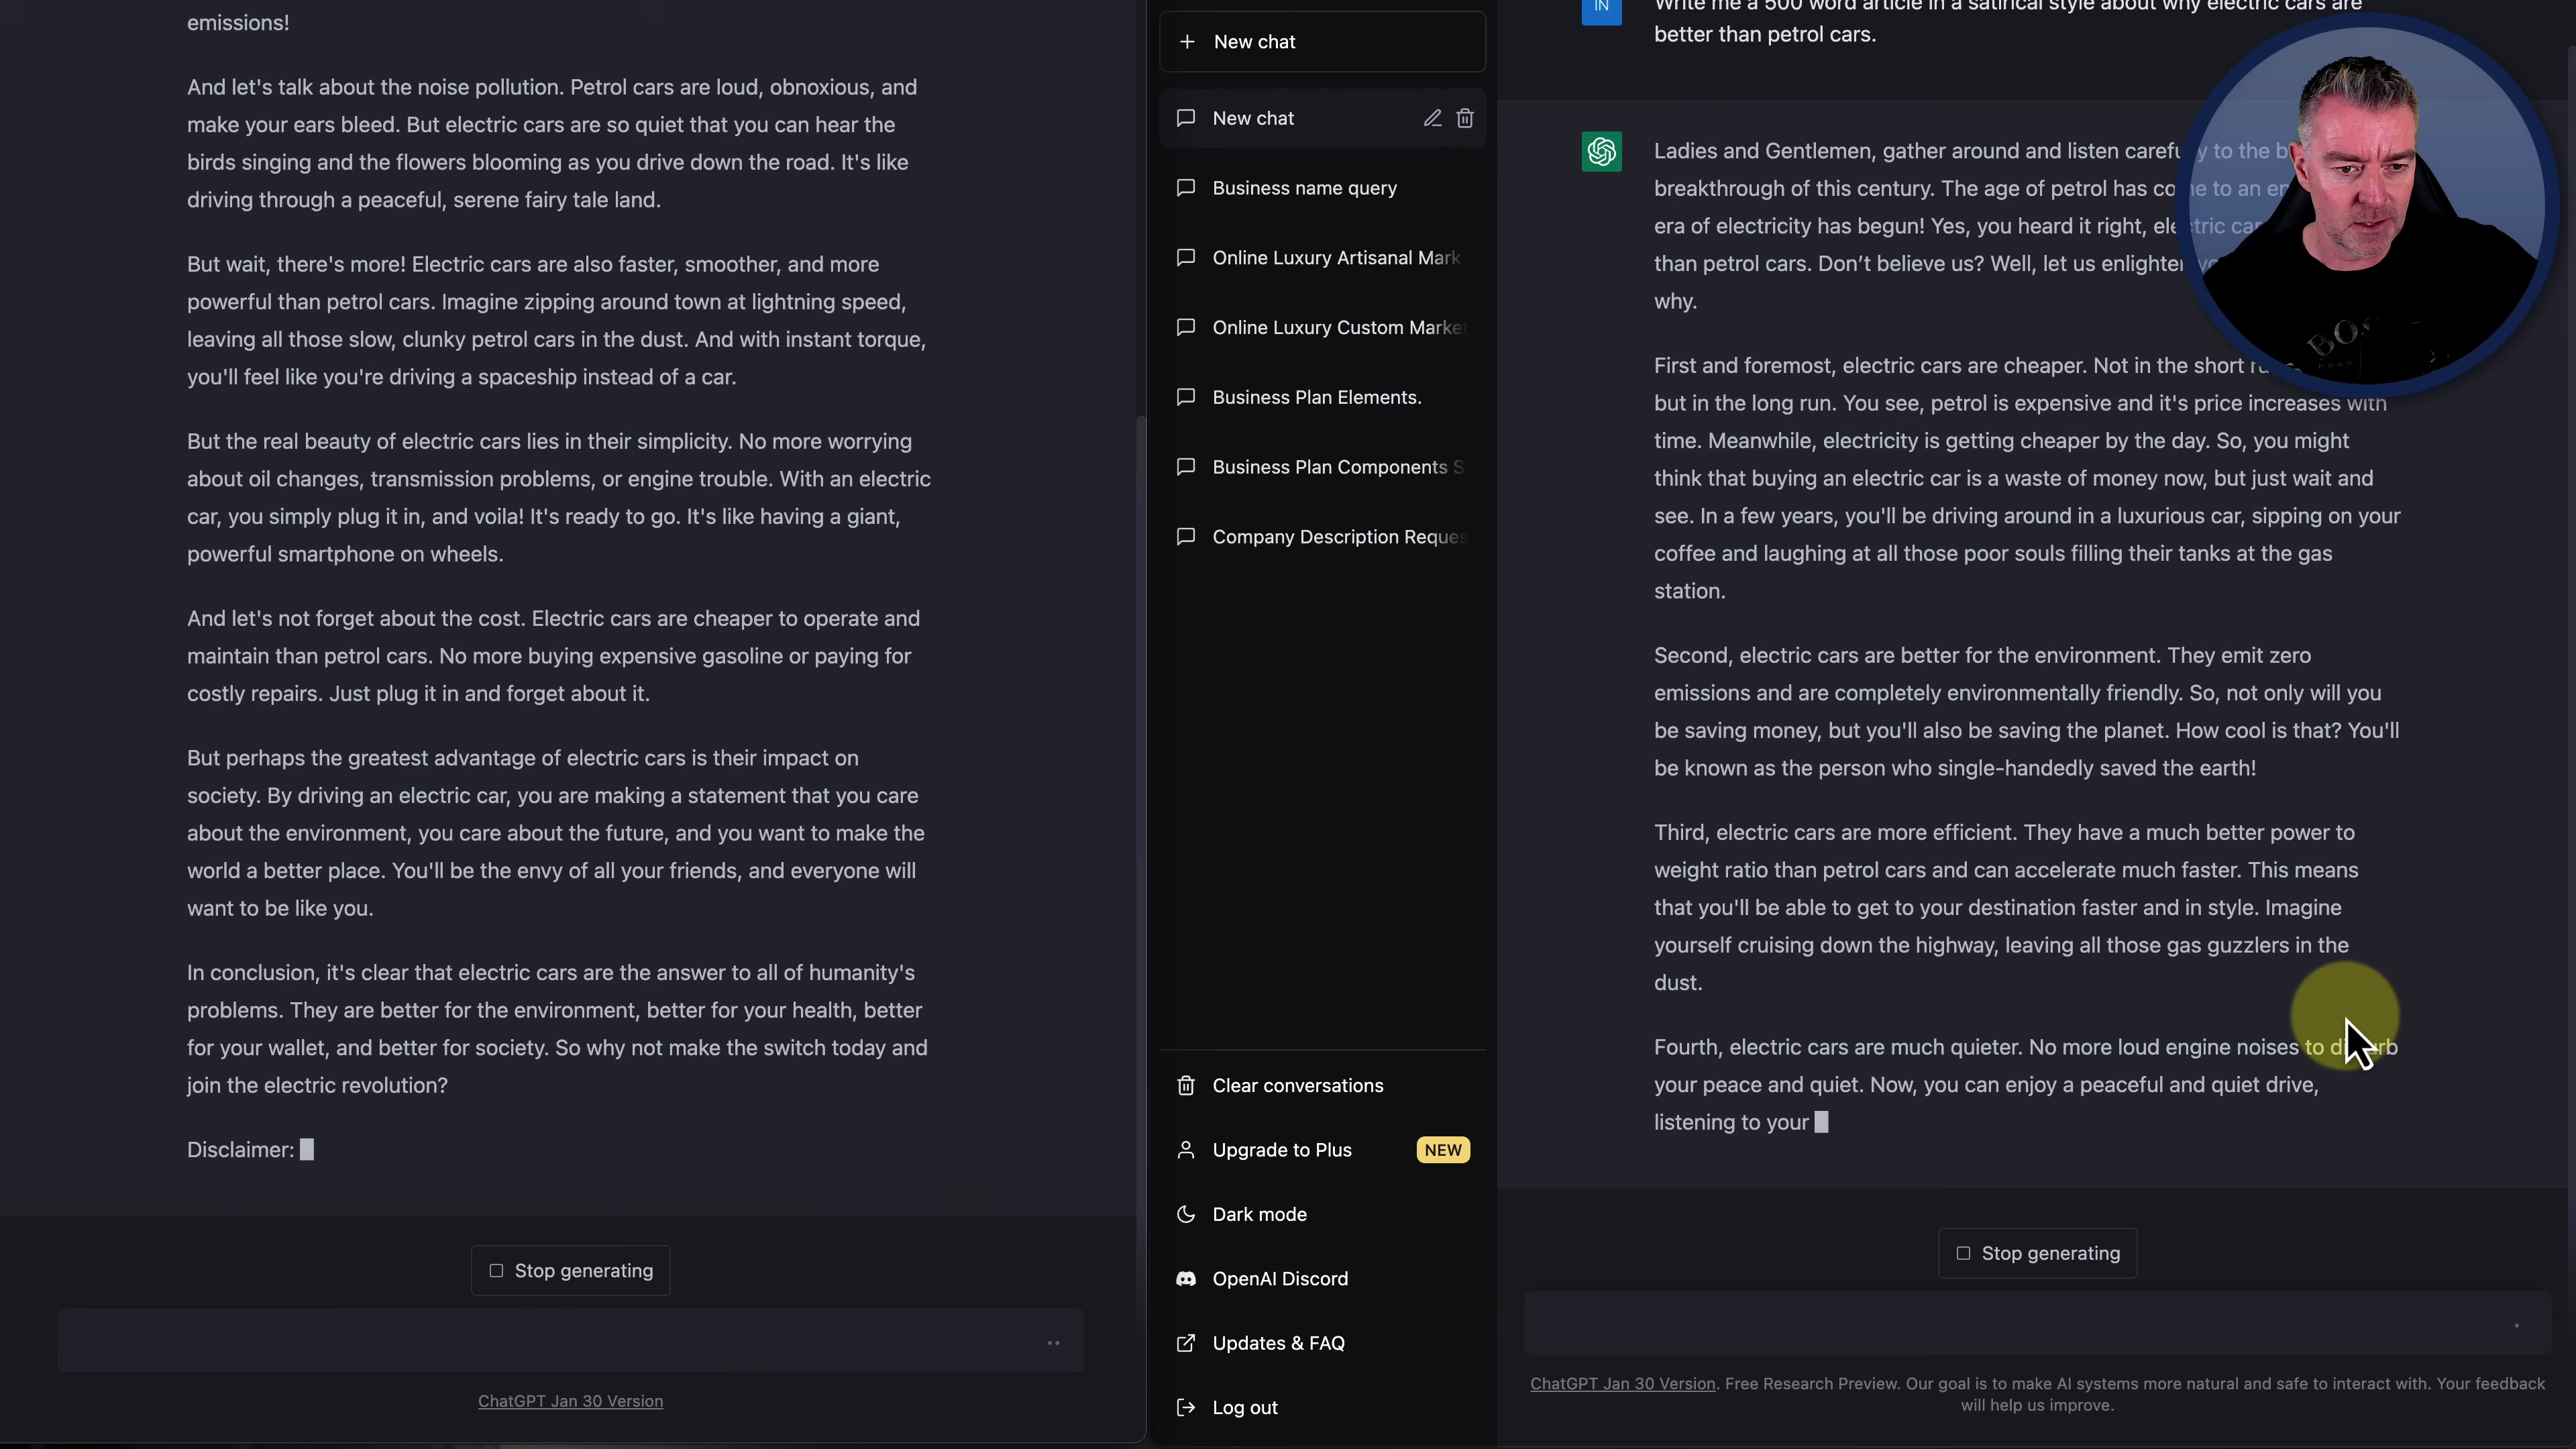 emissions!
And let's talk about the noise pollution. Petrol cars are loud, obnoxious, and
make your ears bleed. But electric cars are so quiet that you can hear the
birds singing and the flowers blooming as you drive down the road. It's like
driving through a peaceful, serene fairy tale land.
But wait, there's more! Electric cars are also faster, smoother, and more
powerful than petrol cars. Imagine zipping around town at lightning speed,
leaving all those slow, clunky petrol cars in the dust. And with instant torque,
you'll feel like you're driving a spaceship instead of a car.
But the real beauty of electric cars lies in their simplicity. No more worrying
about oil changes, transmission problems, or engine trouble. With an electric
car, you simply plug it in, and voila! It's ready to go. It's like having a giant,
powerful smartphone on wheels.
And let's not forget about the cost. Electric cars are cheaper to operate and
maintain than petrol cars. No more buying expensive gasoline or paying for
costly repairs. Just plug it in and forget about it.
But perhaps the greatest advantage of electric cars is their impact on
society. By driving an electric car, you are making a statement that you care
about the environment, you care about the future, and you want to make the
world a better place. You'll be the envy of all your friends, and everyone will
want to be like you.
In conclusion, it's clear that electric cars are the answer to all of humanity's
problems. They are better for the environment, better for your health, better
for your wallet, and better for society. So why not make the switch today and
join the electric revolution?
Disclaimer:
Stop generating
ChatGPT Jan 30 Version
New chat
New chat
Business name query
Online Luxury Artisanal Mark
Online Luxury Custom Market
Business Plan Elements.
Business Plan Components S
Company Description Reques
Clear conversations
Upgrade to Plus NEW
Dark mode
OpenAI Discord
Updates & FAQ
Log out
IN
Write me a 500 word article in a satirical style about why electric cars are
better than petrol cars.
Ladies and Gentlemen, gather around and listen carefully to the b
breakthrough of this century. The age of petrol has come to an en
era of electricity has begun! Yes, you heard it right, electric car
than petrol cars. Don't believe us? Well, let us enlighten
why.
First and foremost, electric cars are cheaper. Not in the short
but in the long run. You see, petrol is expensive and it's price increases with
time. Meanwhile, electricity is getting cheaper by the day. So, you might
think that buying an electric car is a waste of money now, but just wait and
see. In a few years, you'll be driving around in a luxurious car, sipping on your
coffee and laughing at all those poor souls filling their tanks at the gas
station.
Second, electric cars are better for the environment. They emit zero
emissions and are completely environmentally friendly. So, not only will you
be saving money, but you'll also be saving the planet. How cool is that? You'll
be known as the person who single-handedly saved the earth!
Third, electric cars are more efficient. They have a much better power to
weight ratio than petrol cars and can accelerate much faster. This means
that you'll be able to get to your destination faster and in style. Imagine
yourself cruising down the highway, leaving all those gas guzzlers in the
dust.
Fourth, electric cars are much quieter. No more loud engine noises to disturb
your peace and quiet. Now, you can enjoy a peaceful and quiet drive,
listening to your
Stop generating
ChatGPT Jan 30 Version. Free Research Preview. Our goal is to make AI systems more natural and safe to interact with. Your feedback
will help us improve.